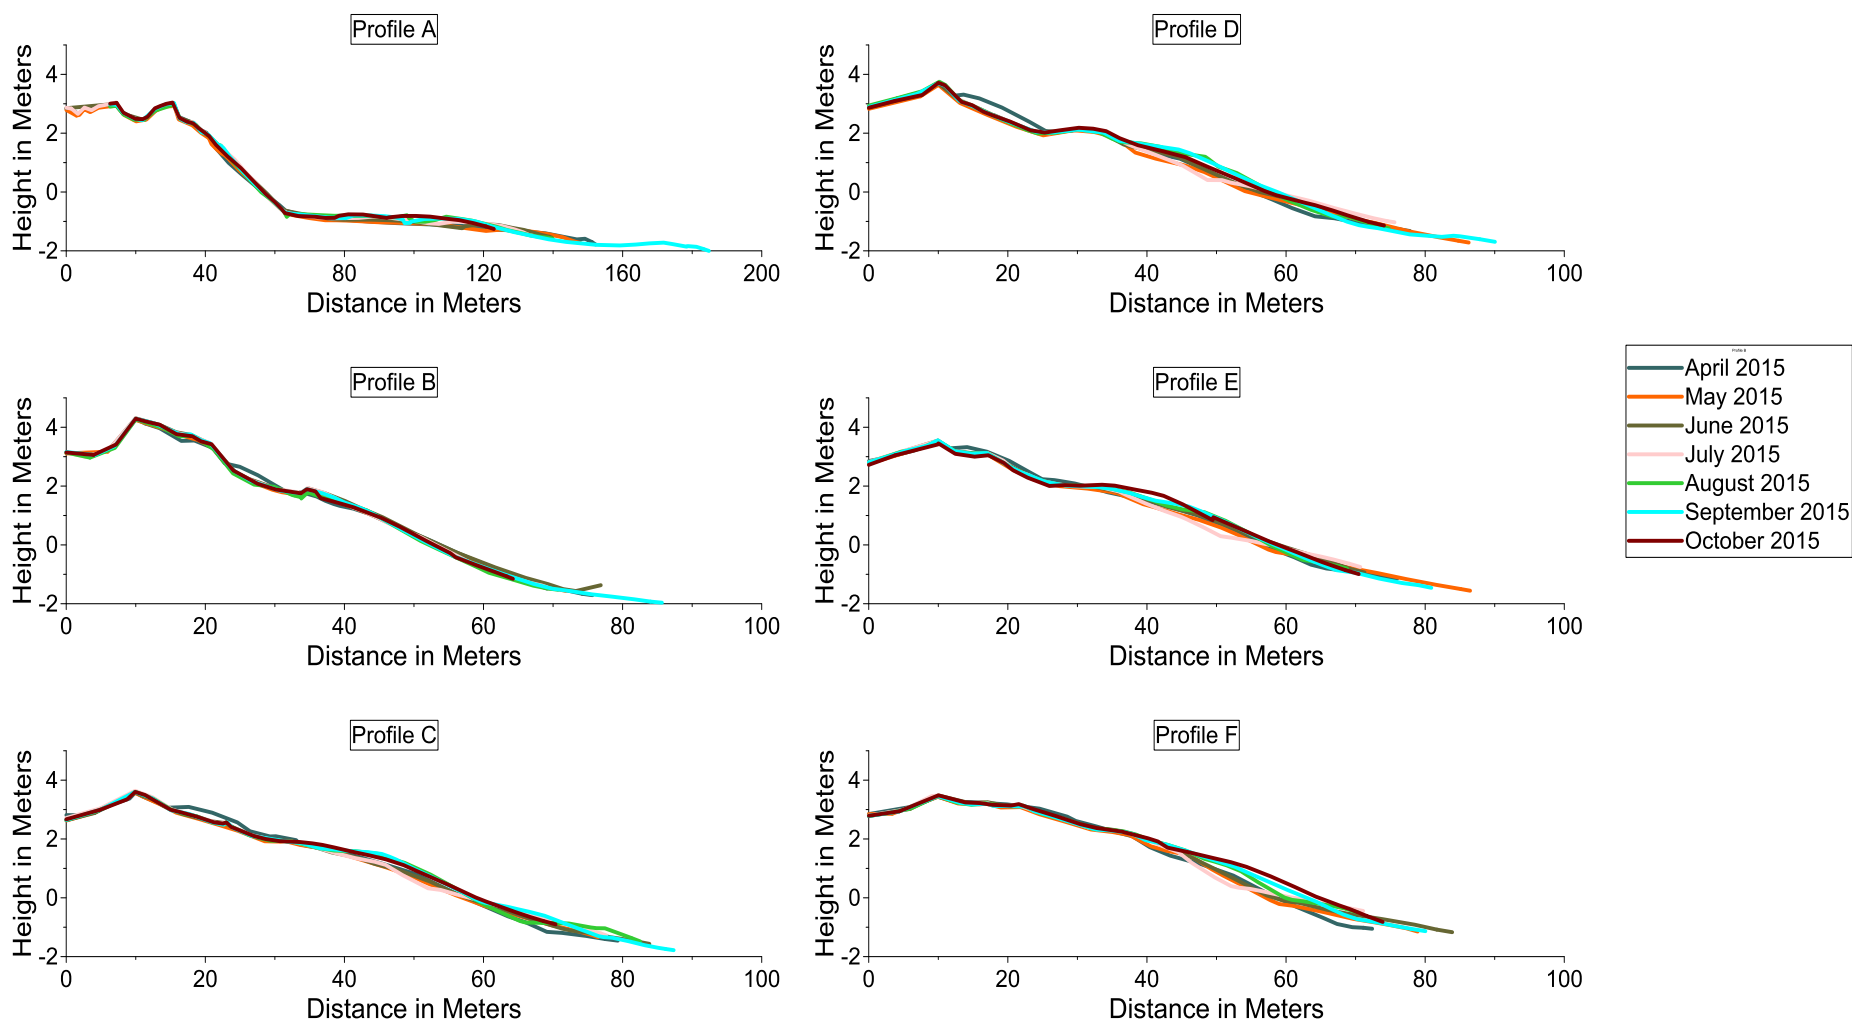 Profile A
Height in Meters
4
2
0
-2
0 40 80 120 160 200
Distance in Meters
Profile D
Height in Meters
4
2
0
-2
0 20 40 60 80 100
Distance in Meters
Profile B
Height in Meters
4
2
0
-2
0 20 40 60 80 100
Distance in Meters
Profile E
Height in Meters
4
2
0
-2
0 20 40 60 80 100
Distance in Meters
Profile B
April 2015
May 2015
June 2015
July 2015
August 2015
September 2015
October 2015
Profile C
Height in Meters
4
2
0
-2
0 20 40 60 80 100
Distance in Meters
Profile F
Height in Meters
4
2
0
-2
0 20 40 60 80 100
Distance in Meters